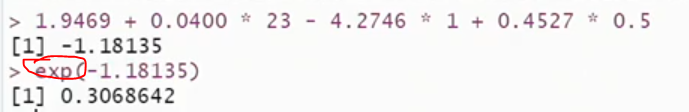 > 1.9469 + 0.0400 * 23 - 4.2746 * 1 + 0.4527 * 0.5
[1] -1.18135
> exp(-1.18135)
[1] 0.3068642